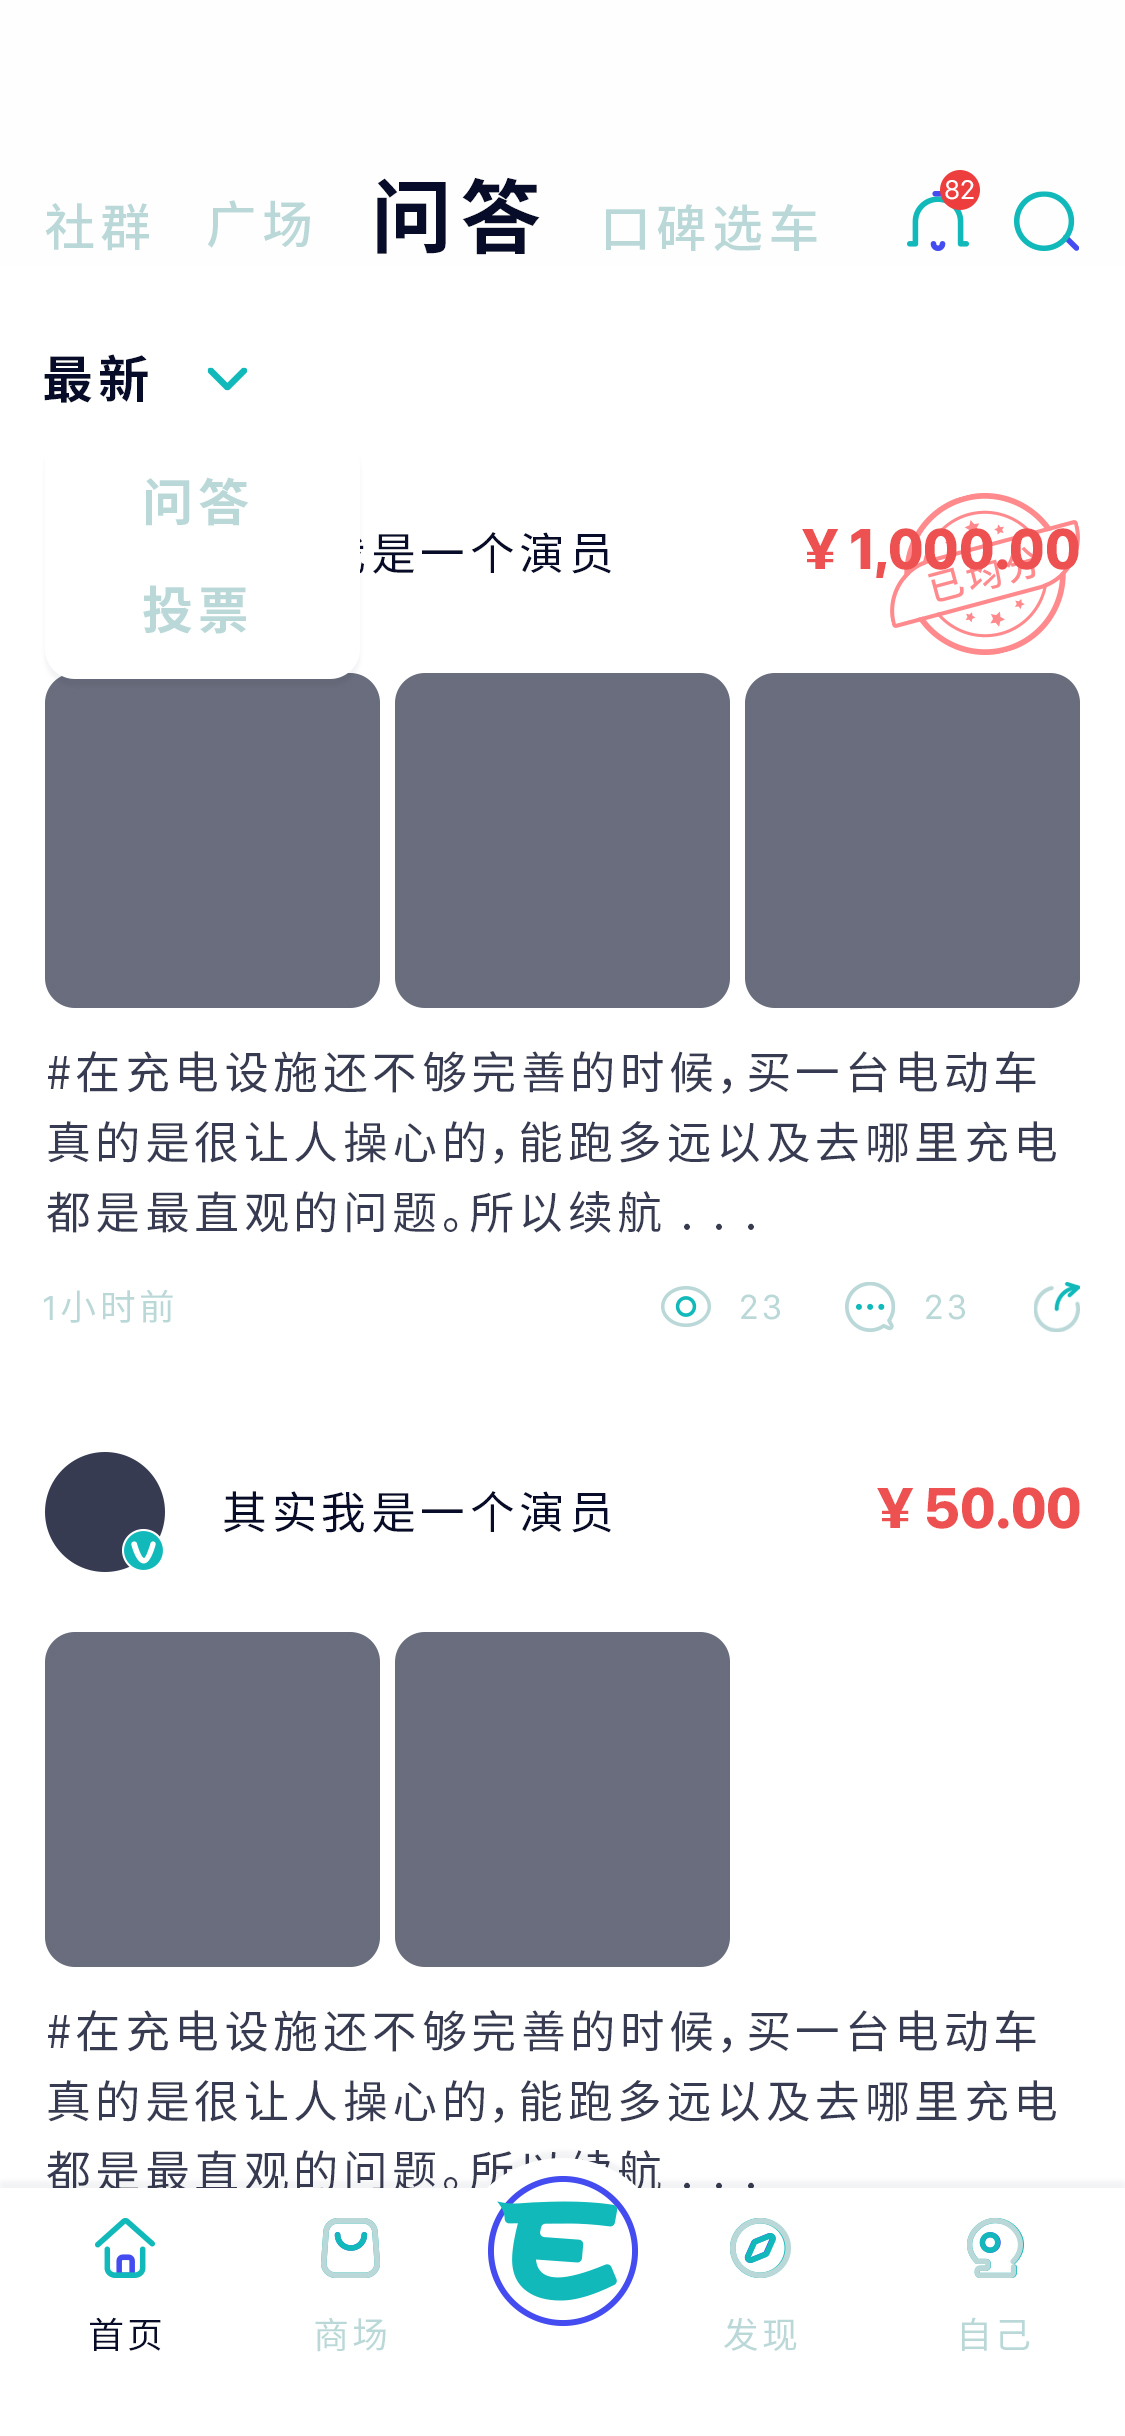 社群 广场 问答 口碑选车 82
最新
问答
投票
是一个演员 ¥ 1,000.00
已均分
#在充电设施还不够完善的时候，买一台电动车
真的是很让人操心的，能跑多远以及去哪里充电
都是最直观的问题。所以续航 . . .
1小时前 23 23
其实我是一个演员 ¥ 50.00
#在充电设施还不够完善的时候，买一台电动车
真的是很让人操心的，能跑多远以及去哪里充电
都是最直观的问题。所以续航 . . .
首页 商场 发现 自己